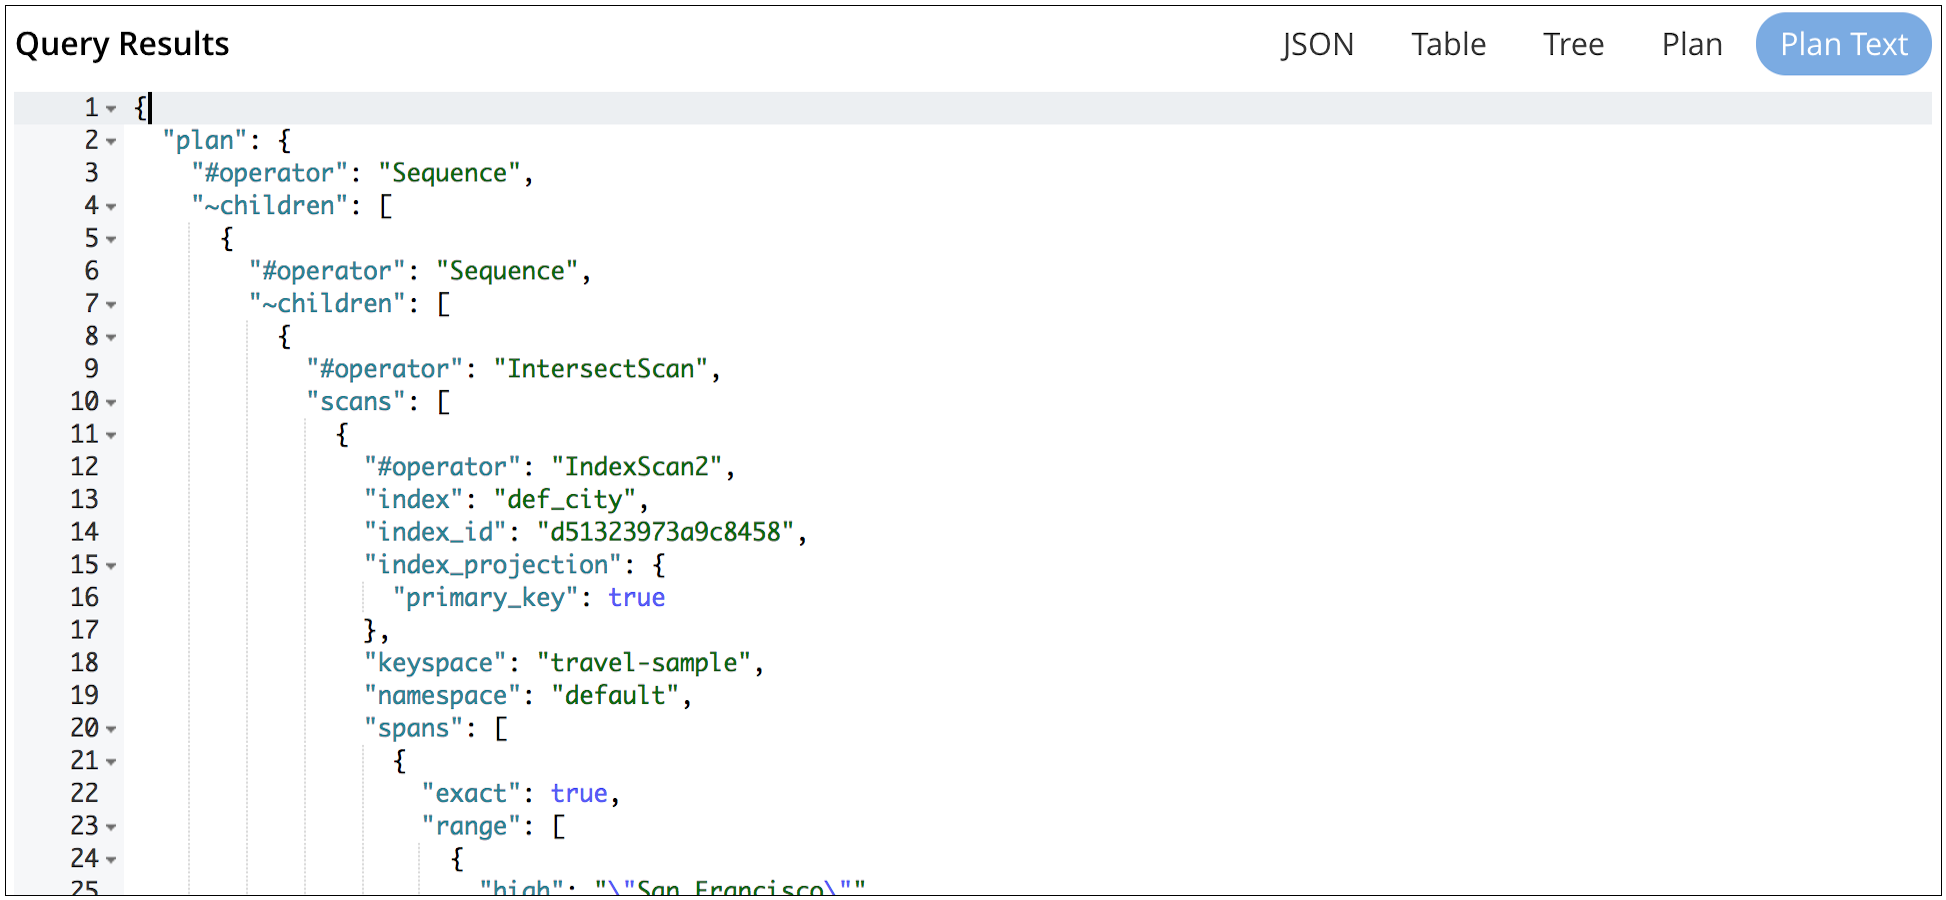 Query Results JSON Table Tree Plan Plan Text
1 {
2   "plan": {
3     "#operator": "Sequence",
4     "~children": [
5       {
6         "#operator": "Sequence",
7         "~children": [
8           {
9             "#operator": "IntersectScan",
10             "scans": [
11               {
12                 "#operator": "IndexScan2",
13                 "index": "def_city",
14                 "index_id": "d51323973a9c8458",
15                 "index_projection": {
16                   "primary_key": true
17                 },
18                 "keyspace": "travel-sample",
19                 "namespace": "default",
20                 "spans": [
21                   {
22                     "exact": true,
23                     "range": [
24                       {
25                         "high": "\"San Francisco\""